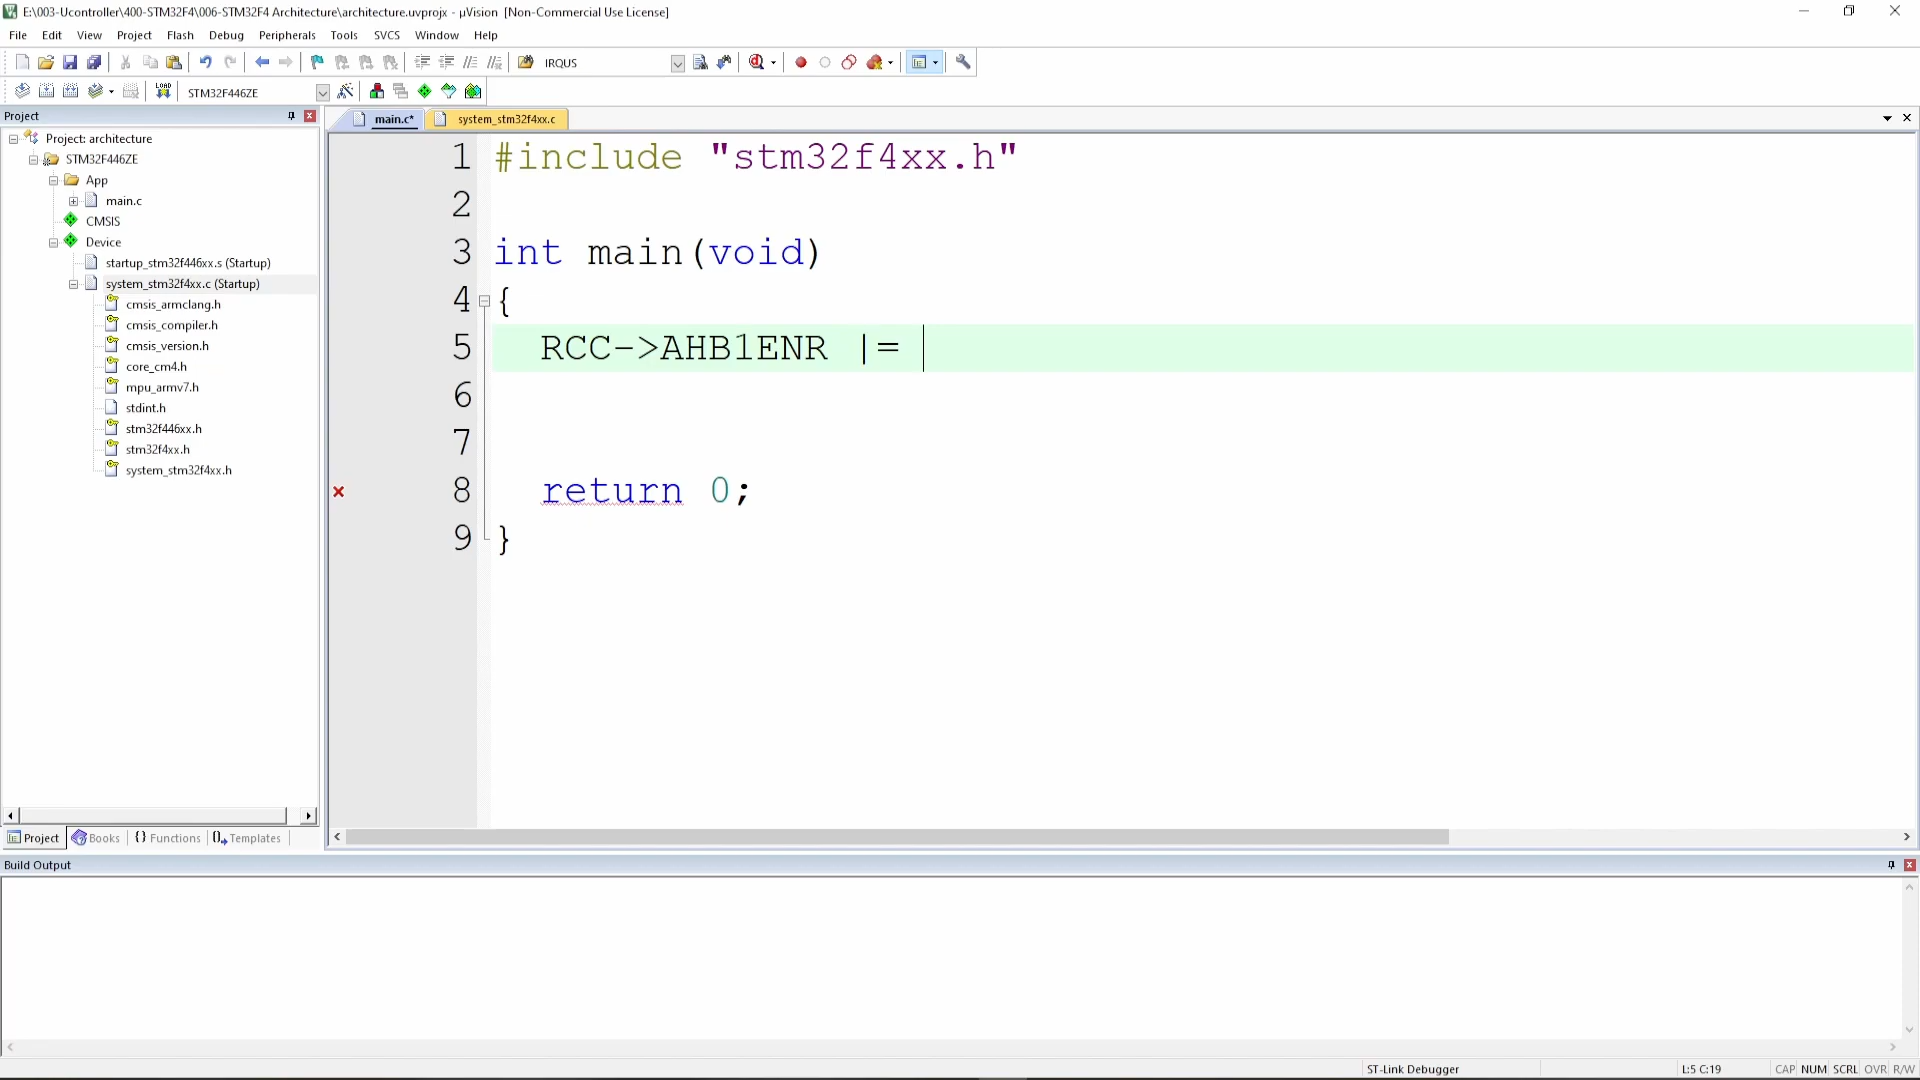 E:\003-Ucontroller\400-STM32F4\006-STM32F4 Architecture\architecture.uvprojx - µVision [Non-Commercial Use License]
File Edit View Project Flash Debug Peripherals Tools SVCS Window Help
IRQUS
LOAD STM32F446ZE
Project
main.c* system_stm32f4xx.c
Project: architecture
STM32F446ZE
App
main.c
CMSIS
Device
startup_stm32f446xx.s (Startup)
system_stm32f4xx.c (Startup)
cmsis_armclang.h
cmsis_compiler.h
cmsis_version.h
core_cm4.h
mpu_armv7.h
stdint.h
stm32f446xx.h
stm32f4xx.h
system_stm32f4xx.h
1 #include "stm32f4xx.h"
2
3 int main(void)
4 {
5 RCC->AHB1ENR |=
6
7
8 return 0;
9 }
Project Books {} Functions Templates
Build Output
ST-Link Debugger L:5 C:19 CAP NUM SCRL OVR R/W